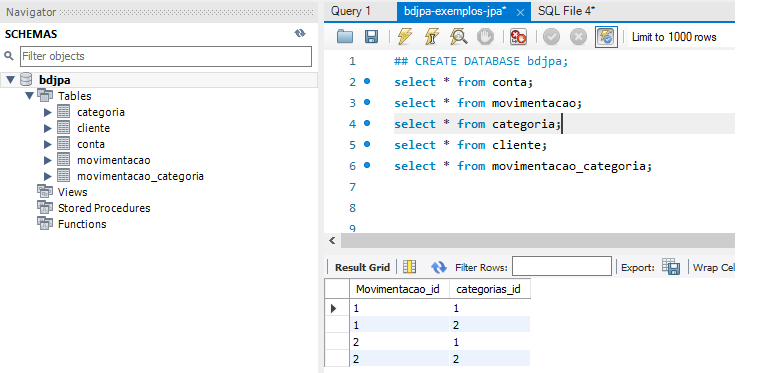 Navigator
SCHEMAS
Filter objects
bdjpa
Tables
categoria
cliente
conta
movimentacao
movimentacao_categoria
Views
Stored Procedures
Functions
Query 1
bdjpa-exemplos-jpa*
SQL File 4*
Limit to 1000 rows
1 ## CREATE DATABASE bdjpa;
2 select * from conta;
3 select * from movimentacao;
4 select * from categoria;
5 select * from cliente;
6 select * from movimentacao_categoria;
7
8
9
Result Grid Filter Rows: Export: Wrap Cel
Movimentacao_id categorias_id
1 1
1 2
2 1
2 2